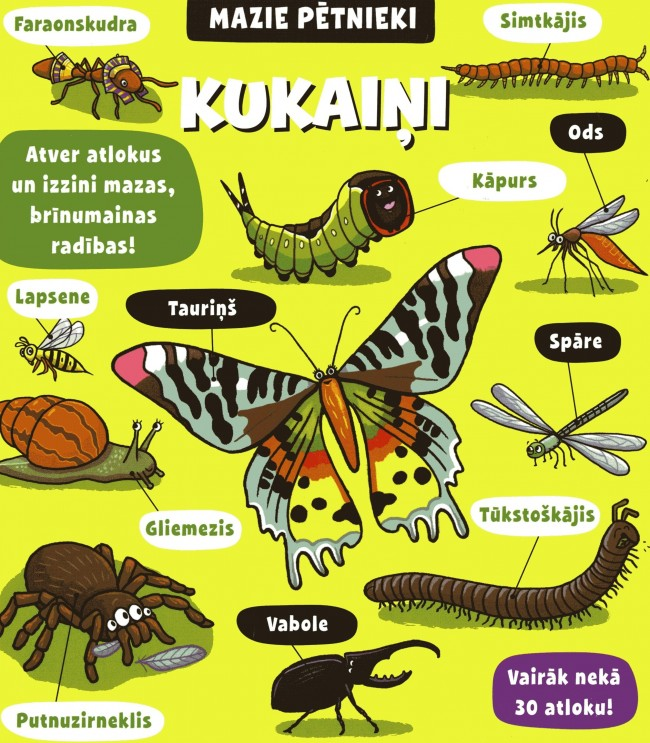 MAZIE PĒTNIEKI
Faraonskudra
Simtkājis
KUKAIŅI
Ods
Atver atlokus
un izzini mazas,
brīnumainas
radības!
Kāpurs
Lapsene
Tauriņš
Spāre
Gliemezis
Tūkstoškājis
Vabole
Putnuzirneklis
Vairāk nekā
30 atloku!